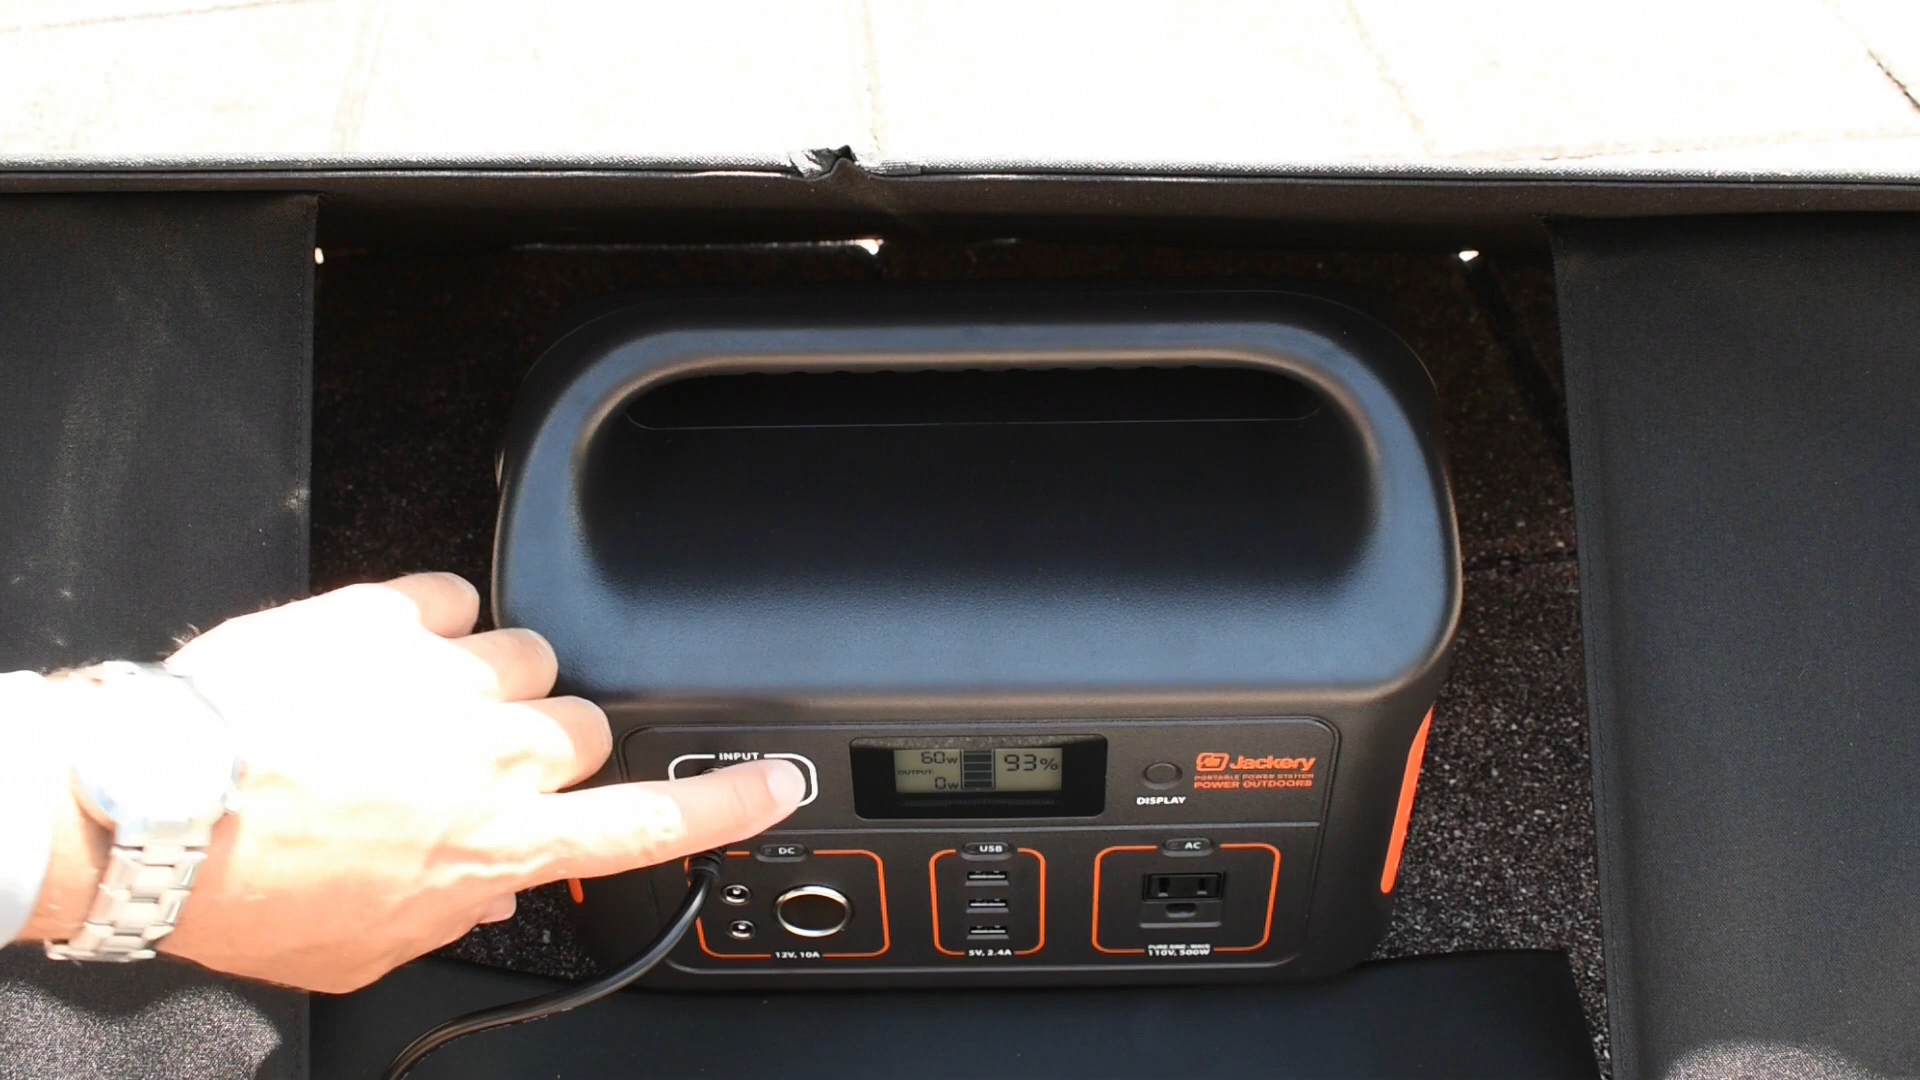 INPUT
60W
OUTPUT:
0W
93%
DISPLAY
Jackery
PORTABLE POWER STATION
POWER OUTDOORS
DC
12V, 10A
USB
5V, 2.4A
AC
PURE SINE-WAVE
110V, 500W